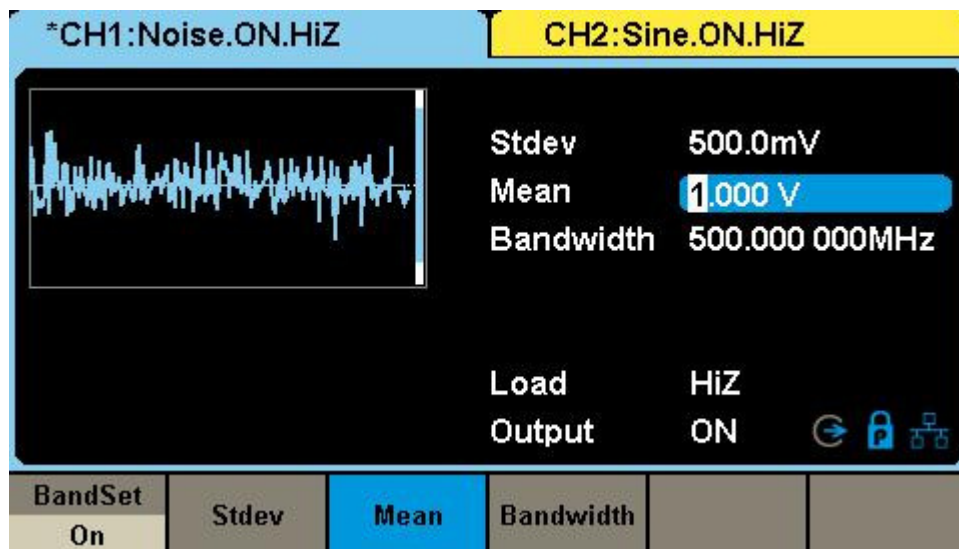 *CH1:Noise.ON.HiZ
CH2:Sine.ON.HiZ
Stdev 500.0mV
Mean 1.000 V
Bandwidth 500.000 000MHz
Load HiZ
Output ON
P
BandSet
On
Stdev
Mean
Bandwidth